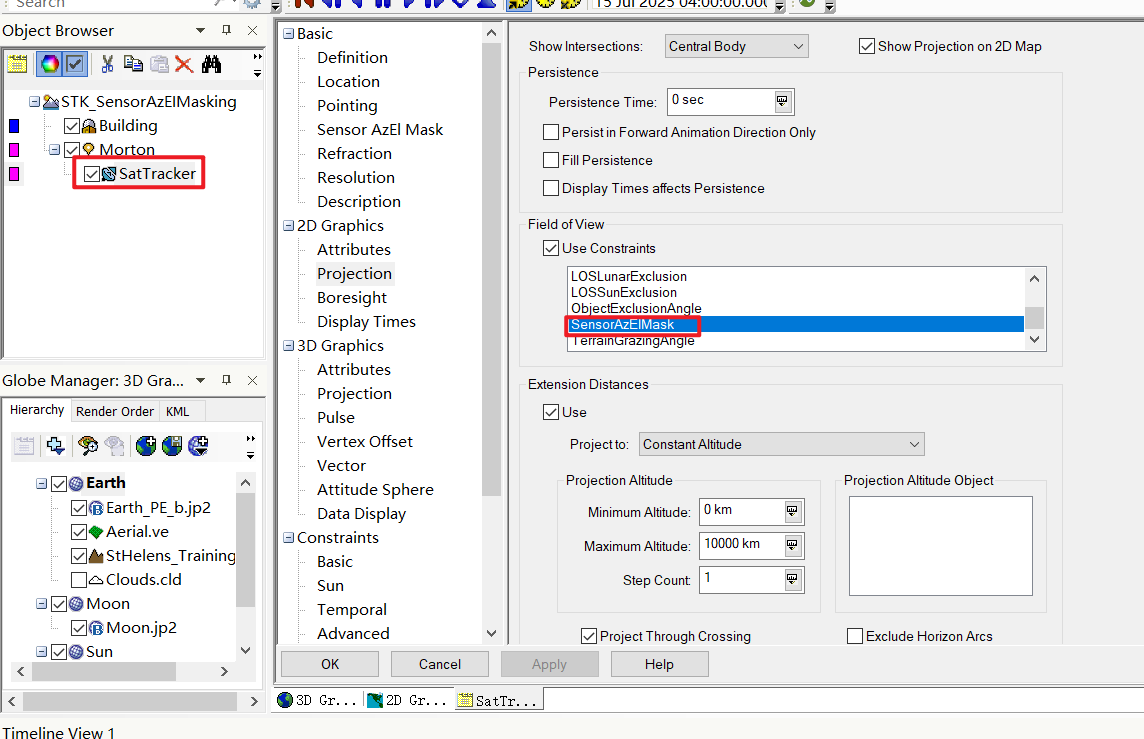 Search
15 Jul 2025 04:00:00.000
Object Browser
STK_SensorAzElMasking
Building
Morton
SatTracker
Globe Manager: 3D Gra...
Hierarchy
Render Order
KML
Earth
Earth_PE_b.jp2
Aerial.ve
StHelens_Training
Clouds.cld
Moon
Moon.jp2
Sun
Basic
Definition
Location
Pointing
Sensor AzEl Mask
Refraction
Resolution
Description
2D Graphics
Attributes
Projection
Boresight
Display Times
3D Graphics
Attributes
Projection
Pulse
Vertex Offset
Vector
Attitude Sphere
Data Display
Constraints
Basic
Sun
Temporal
Advanced
Show Intersections: Central Body
Show Projection on 2D Map
Persistence
Persistence Time: 0 sec
Persist in Forward Animation Direction Only
Fill Persistence
Display Times affects Persistence
Field of View
Use Constraints
LOSLunarExclusion
LOSSunExclusion
ObjectExclusionAngle
SensorAzElMask
TerrainGrazingAngle
Extension Distances
Use
Project to: Constant Altitude
Projection Altitude
Minimum Altitude: 0 km
Maximum Altitude: 10000 km
Step Count: 1
Projection Altitude Object
Project Through Crossing
Exclude Horizon Arcs
OK
Cancel
Apply
Help
3D Gr...
2D Gr...
SatTr...
Timeline View 1